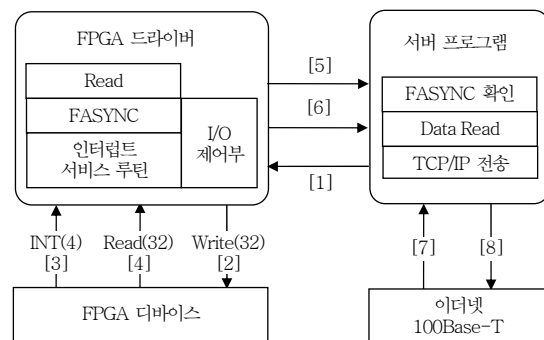 FPGA 드라이버
Read
FASYNC
인터럽트
서비스 루틴
I/O
제어부
[5]
[6]
[1]
서버 프로그램
FASYNC 확인
Data Read
TCP/IP 전송
INT(4)
[3]
Read(32)
[4]
Write(32)
[2]
[7]
[8]
FPGA 디바이스
이더넷
100Base-T